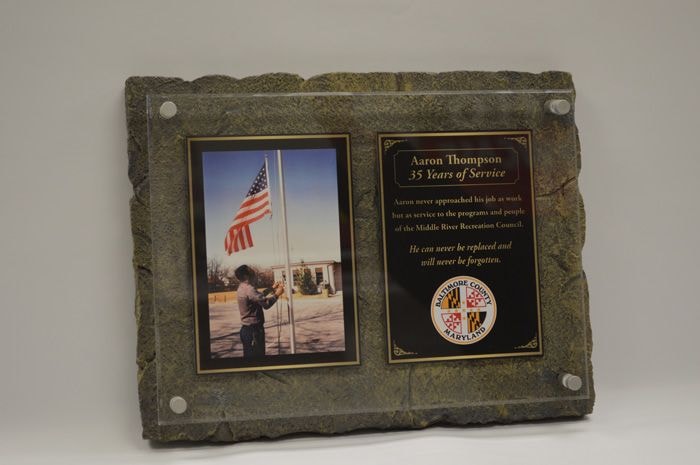 Aaron Thompson
35 Years of Service
Aaron never approached his job as work
but as service to the programs and people
of the Middle River Recreation Council.
He can never be replaced and
will never be forgotten.
BALTIMORE COUNTY
MARYLAND